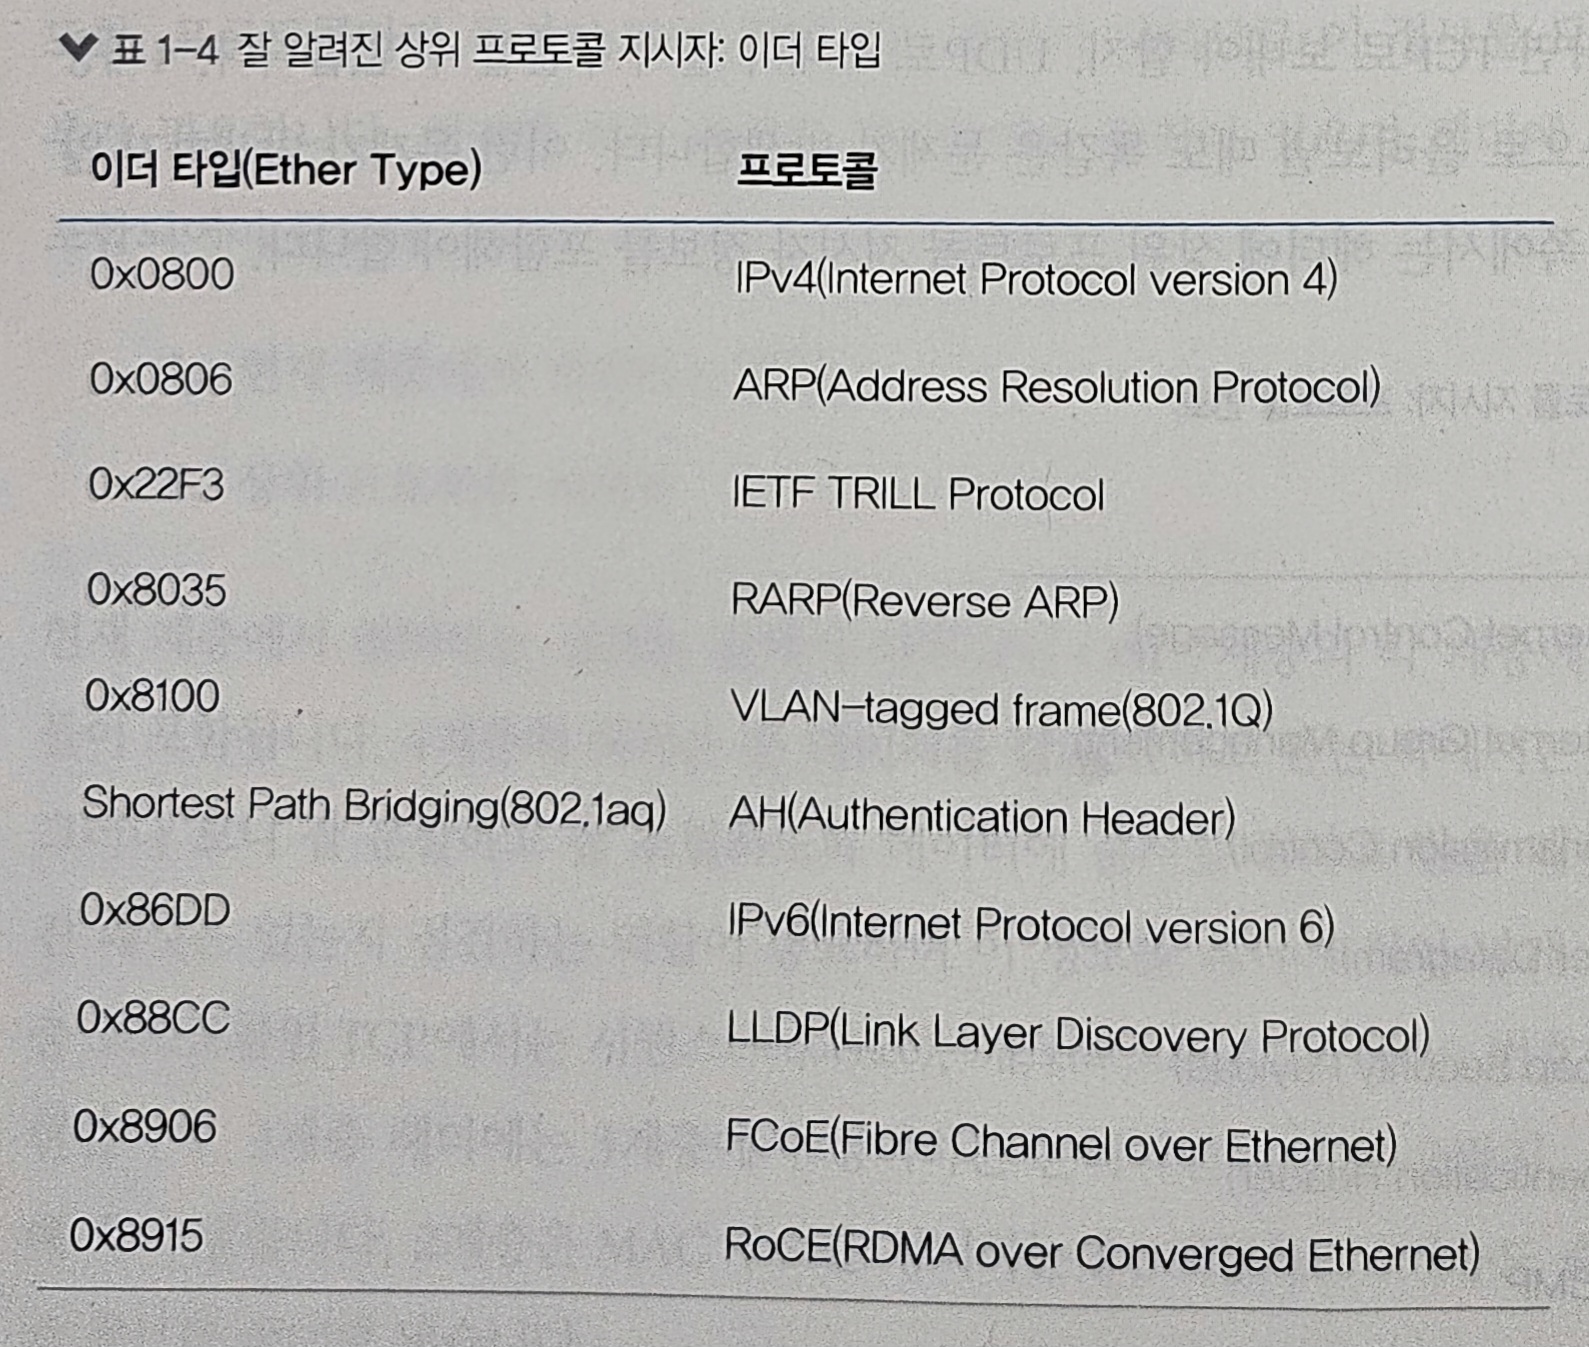 표 1-4 잘 알려진 상위 프로토콜 지시자: 이더 타입
이더 타입(Ether Type) 프로토콜
0x0800 IPv4(Internet Protocol version 4)
0x0806 ARP(Address Resolution Protocol)
0x22F3 IETF TRILL Protocol
0x8035 RARP(Reverse ARP)
0x8100 VLAN-tagged frame(802.1Q)
Shortest Path Bridging(802.1aq) AH(Authentication Header)
0x86DD IPv6(Internet Protocol version 6)
0x88CC LLDP(Link Layer Discovery Protocol)
0x8906 FCoE(Fibre Channel over Ethernet)
0x8915 RoCE(RDMA over Converged Ethernet)